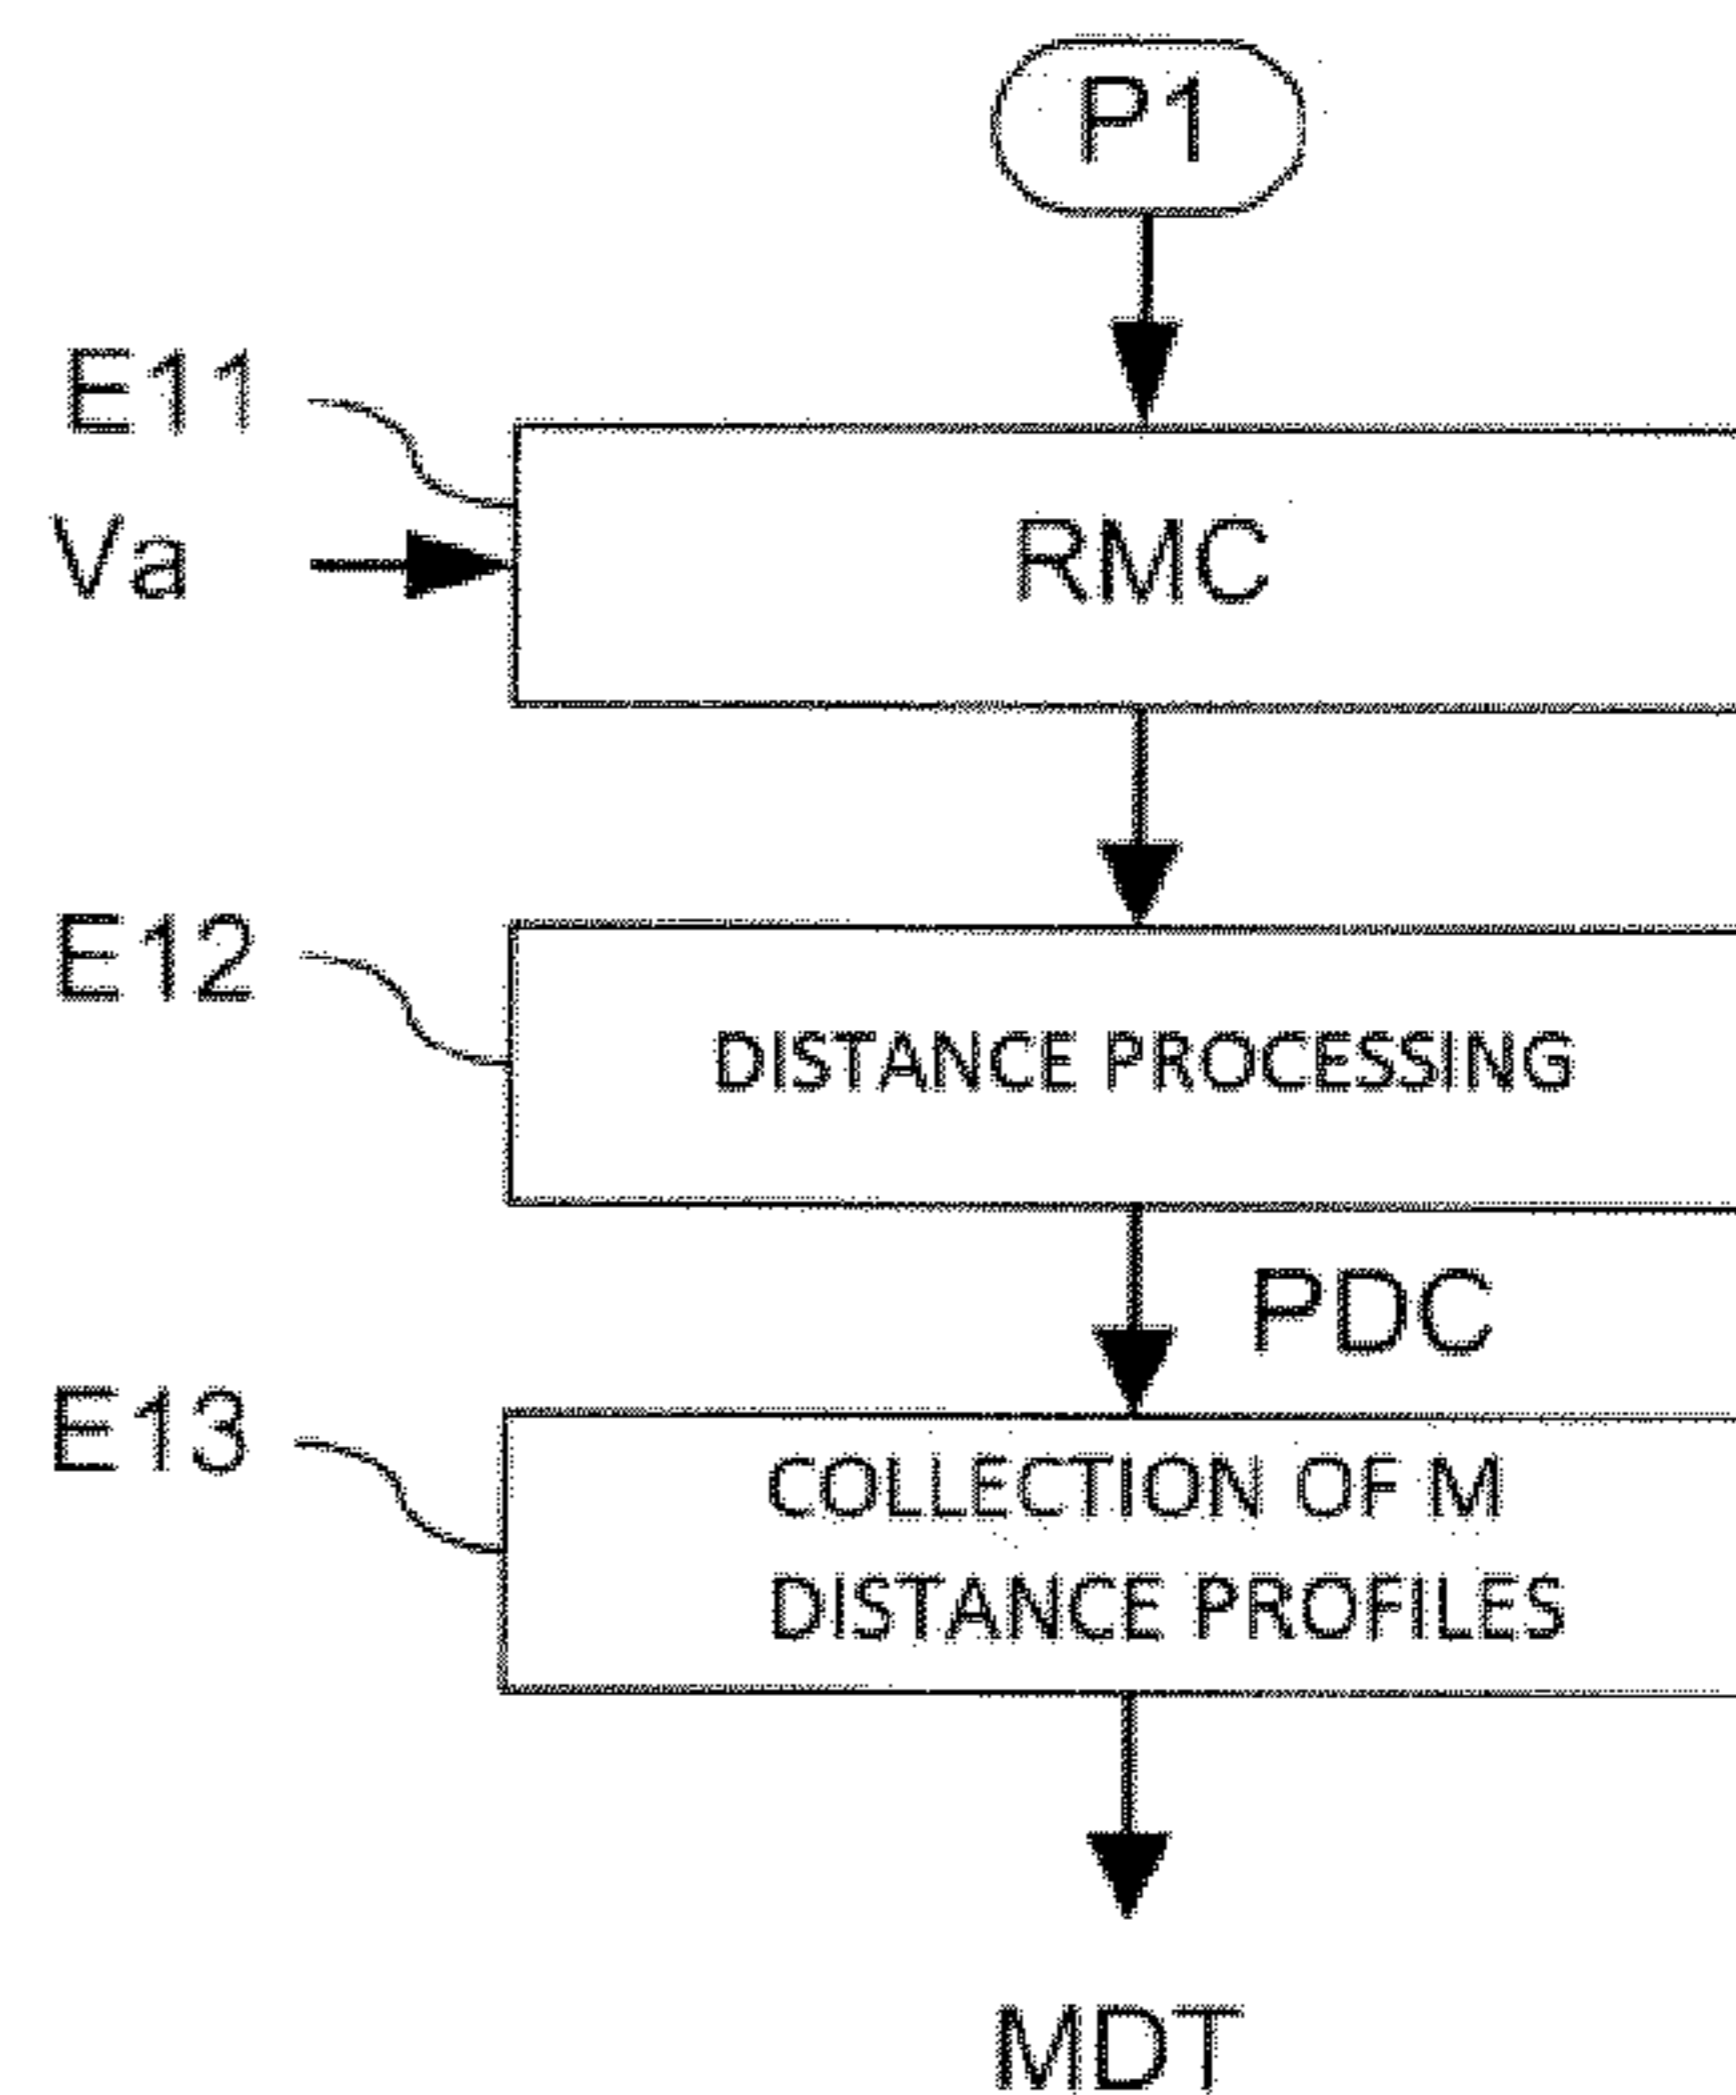 P1
E11
Va
RMC
E12
DISTANCE PROCESSING
PDC
E13
COLLECTION OF M
DISTANCE PROFILES
MDT